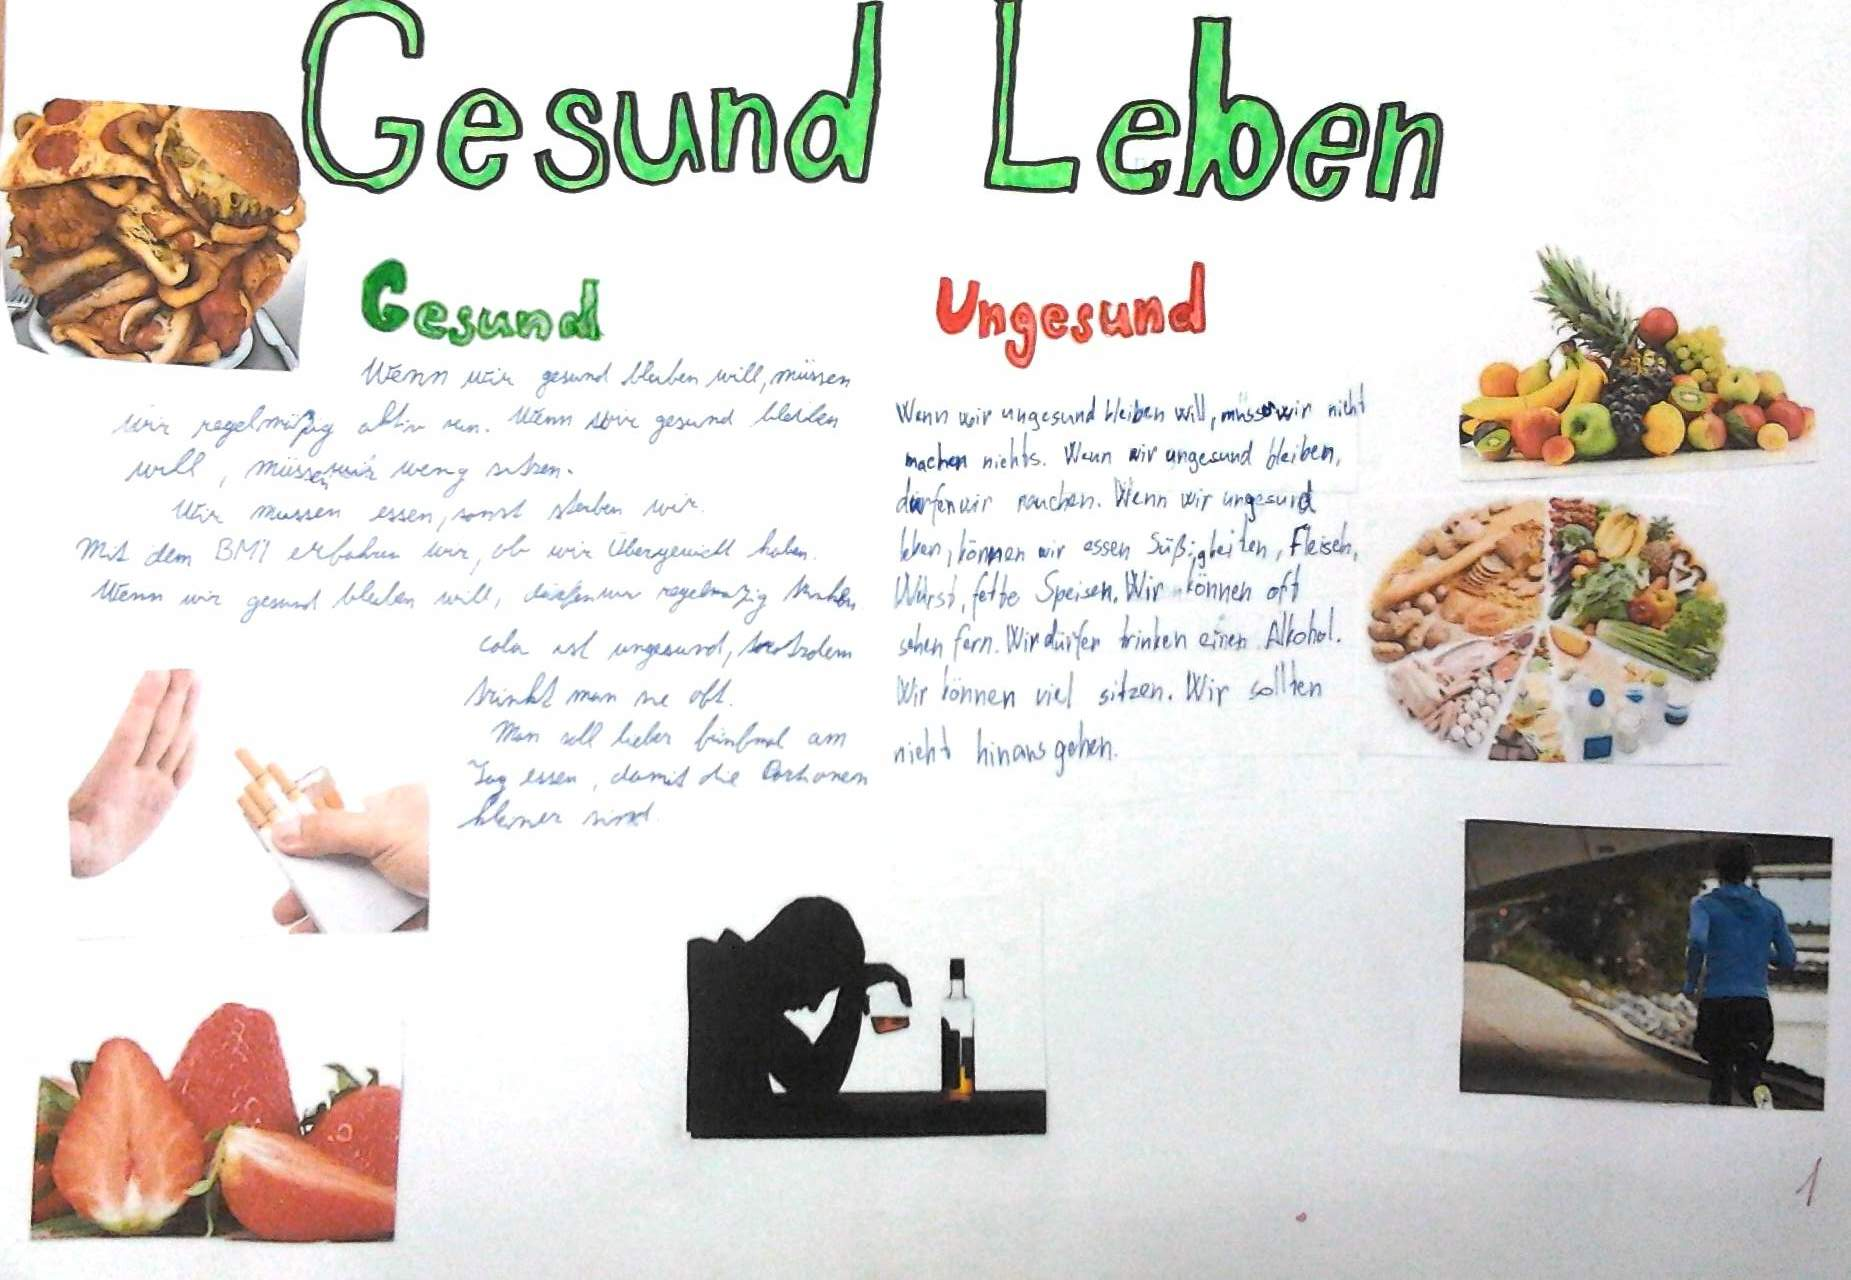 Gesund Leben
Gesund
Wenn wir gesund bleiben will, müssen
wir regelmäßig aktiv sein. Wenn wir gesund bleiben
will, müssen wir wenig sitzen.
Wir mussen essen, sonst sterben wir.
Mit dem BMI erfahren wir, ob wir Übergewicht haben.
Wenn wir gesund bleiben will, dürfen wir regelmäzig trinken
cola ist ungesund, trotzdem
trinkt man sie oft.
Man soll lieber fünfmal am
Tag essen, damit die Portionen
kleiner sind.
Ungesund
Wenn wir ungesund bleiben will, müssen wir nicht
machen nichts. Wenn wir ungesund bleiben,
dürfen wir rauchen. Wenn wir ungesund
leben, können wir essen Süßigkeiten, Fleisch,
Wurst, fette Speisen. Wir können oft
sehen fern. Wir dürfen trinken einen Alkohol.
Wir können viel sitzen. Wir sollten
nicht hinausgehen.
1